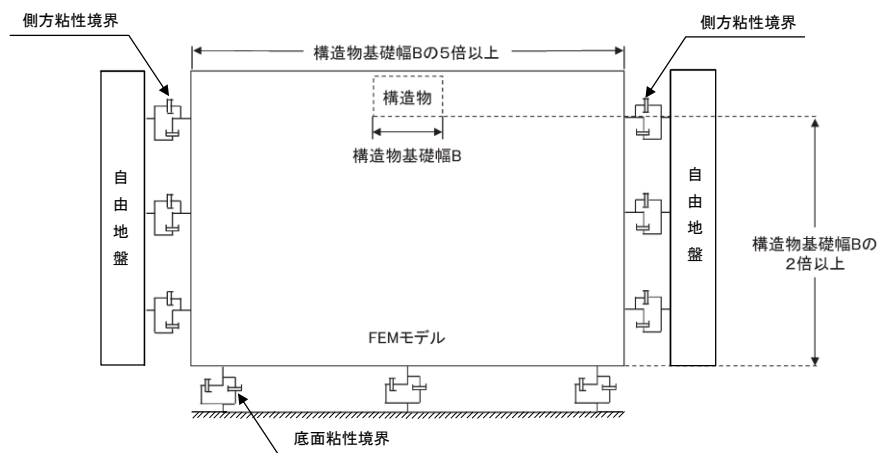 側方粘性境界
側方粘性境界
構造物基礎幅Bの5倍以上
構造物
構造物基礎幅B
自由地盤
自由地盤
構造物基礎幅Bの
2倍以上
FEMモデル
底面粘性境界